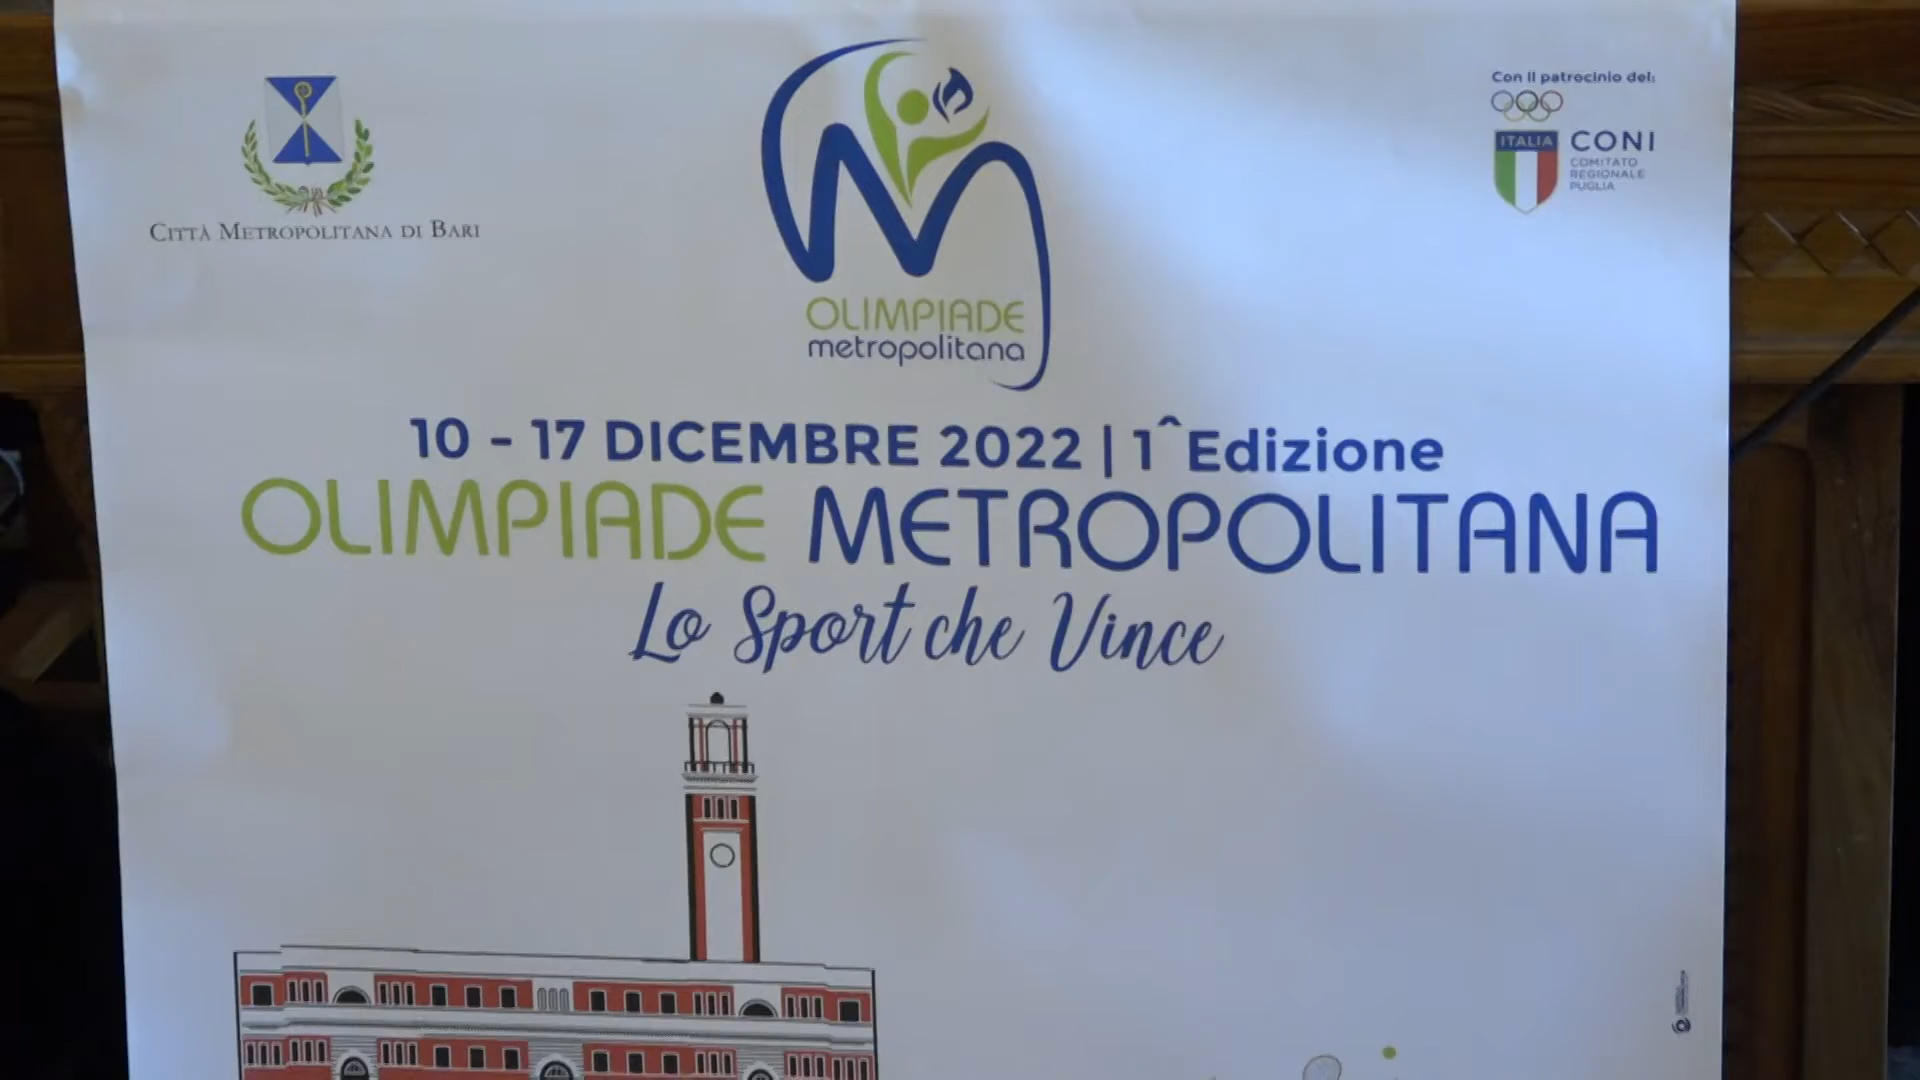 Città Metropolitana di Bari
OLIMPIADE
metropolitana
Con il patrocinio del:
ITALIA
CONI
COMITATO
REGIONALE
PUGLIA
10 - 17 DICEMBRE 2022 | 1^ Edizione
OLIMPIADE METROPOLITANA
Lo Sport che Vince